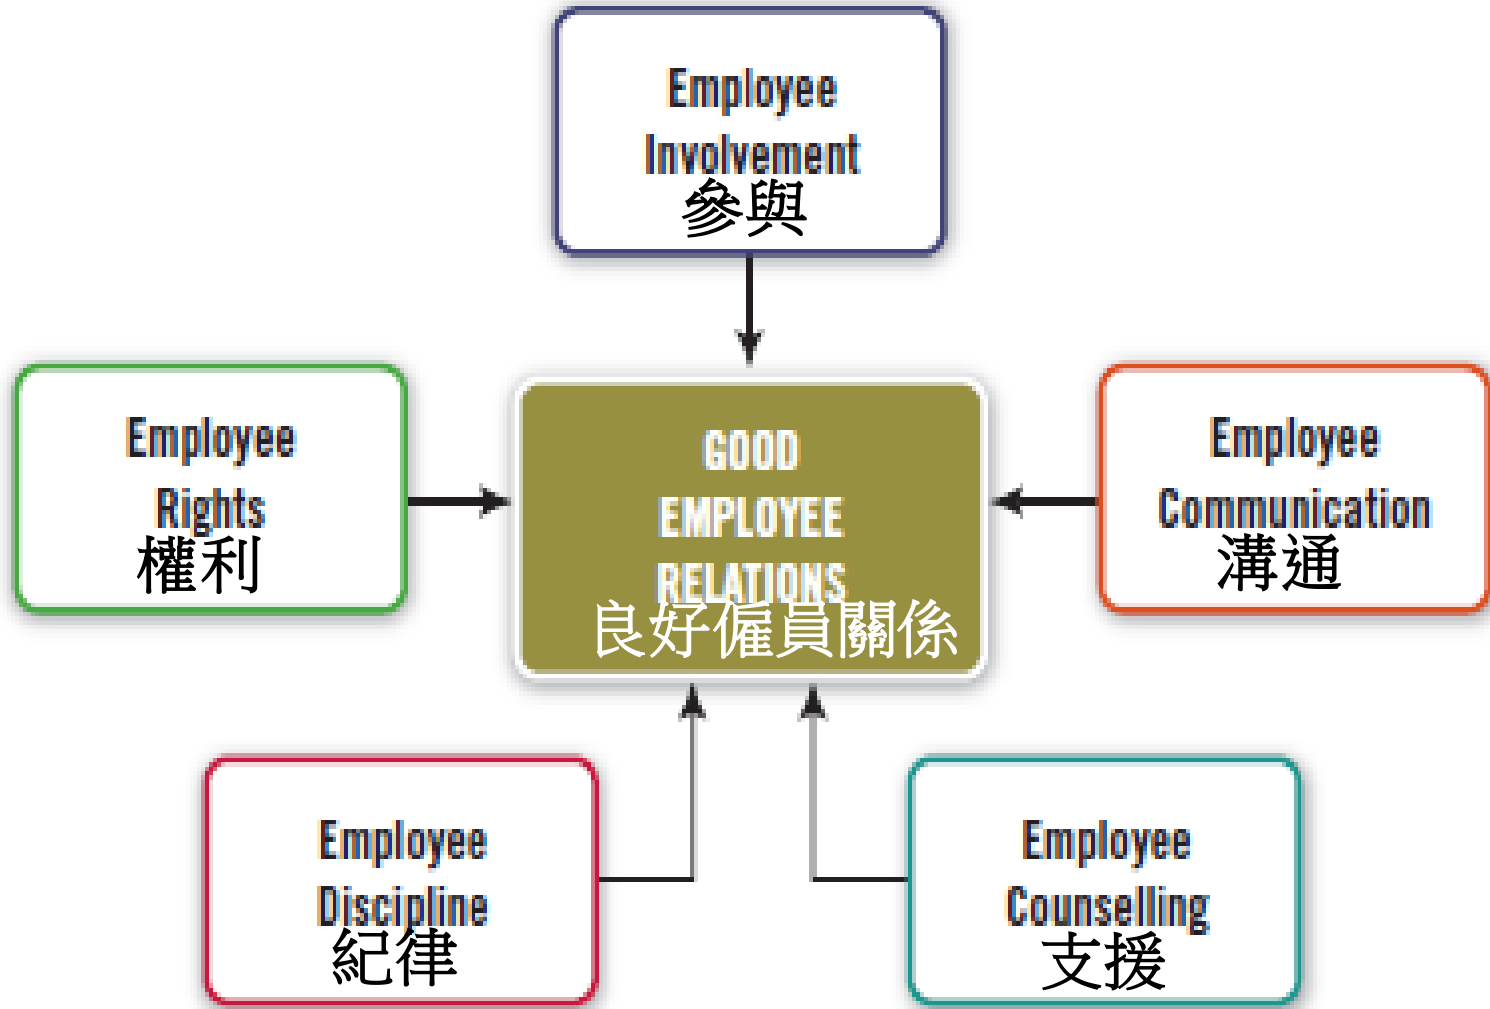 Employee
Involvement
參與
Employee
Rights
權利
GOOD
EMPLOYEE
RELATIONS
良好僱員關係
Employee
Communication
溝通
Employee
Discipline
紀律
Employee
Counselling
支援